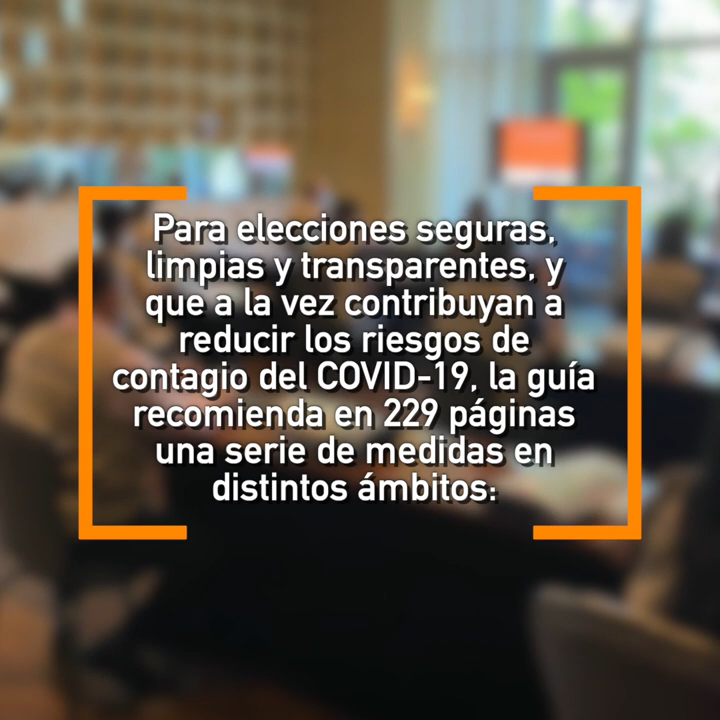 Para elecciones seguras,
limpias y transparentes, y
que a la vez contribuyan a
reducir los riesgos de
contagio del COVID-19, la guía
recomienda en 229 páginas
una serie de medidas en
distintos ámbitos: